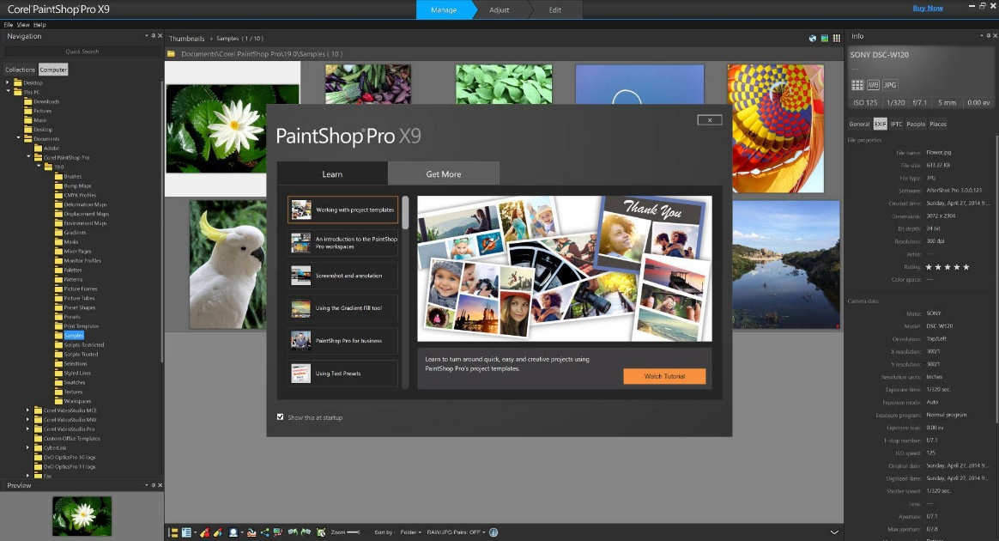 Corel PaintShop Pro X9
Manage
Adjust
Edit
Buy Now
File View Help
Navigation
Quick Search
Collections Computer
Desktop
This PC
Downloads
Pictures
Music
Desktop
Documents
Adobe
Corel PaintShop Pro
19.0
Brushes
Bump Maps
CMYK Profiles
Deformation Maps
Displacement Maps
Environment Maps
Gradients
Masks
Mixer Pages
Monitor Profiles
Palettes
Patterns
Picture Frames
Picture Tubes
Preset Shapes
Presets
Print Templates
Samples
Scripts-Restricted
Scripts-Trusted
Selections
Styled Lines
Swatches
Textures
Workspaces
Corel VideoStudio MCE
Corel VideoStudio MW
Corel VideoStudio Pro
Custom Office Templates
CyberLink
DxO OpticsPro 10 logs
DxO OpticsPro 11 logs
Fax
Preview
Thumbnails > Samples ( 1 / 10 )
Documents\Corel PaintShop Pro\19.0\Samples ( 10 )
PaintShop Pro X9
x
Learn
Get More
Working with project templates
An introduction to the PaintShop
Pro workspaces
Screenshot and annotation
Using the Gradient Fill tool
PaintShop Pro for business
Using Text Presets
Thank You
Learn to turn around quick, easy and creative projects using
PaintShop Pro's project templates.
Watch Tutorial
Show this at startup
Zoom
Sort by : Folder
RAW/JPG Pairs: OFF
Info
SONY DSC-W120
---
AWB JPG
ISO 125 1/320 f/7.1 5 mm 0.00 ev
General EXIF IPTC People Places
File properties
File name: Flower.jpg
File size: 633.22 KB
File type: JPG
Software: AfterShot Pro 3.0.0.123
Created time: Sunday, April 27, 2014 9:...
Dimensions: 3072 x 2304
Bit depth: 24 bit
Resolution: 300 dpi
Artist: ---
Rating: ★ ★ ★ ★ ★
Color space: ---
Camera data
Make: SONY
Model: DSC-W120
Orientation: Top/Left
X resolution: 300/1
Y resolution: 300/1
Resolution units: Inches
Exposure time: 1/320 sec.
Exposure mode: Auto
Exposure program: Normal program
Exposure bias: 0.00 ev
F-stop number: f/7.1
ISO speed: 125
Original date: Sunday, April 27, 2014 9:...
Digitized date: Sunday, April 27, 2014 9:...
Shutter speed: 1/320 sec.
Lens: ---
Aperture: f/7.1
Max aperture: f/2.8